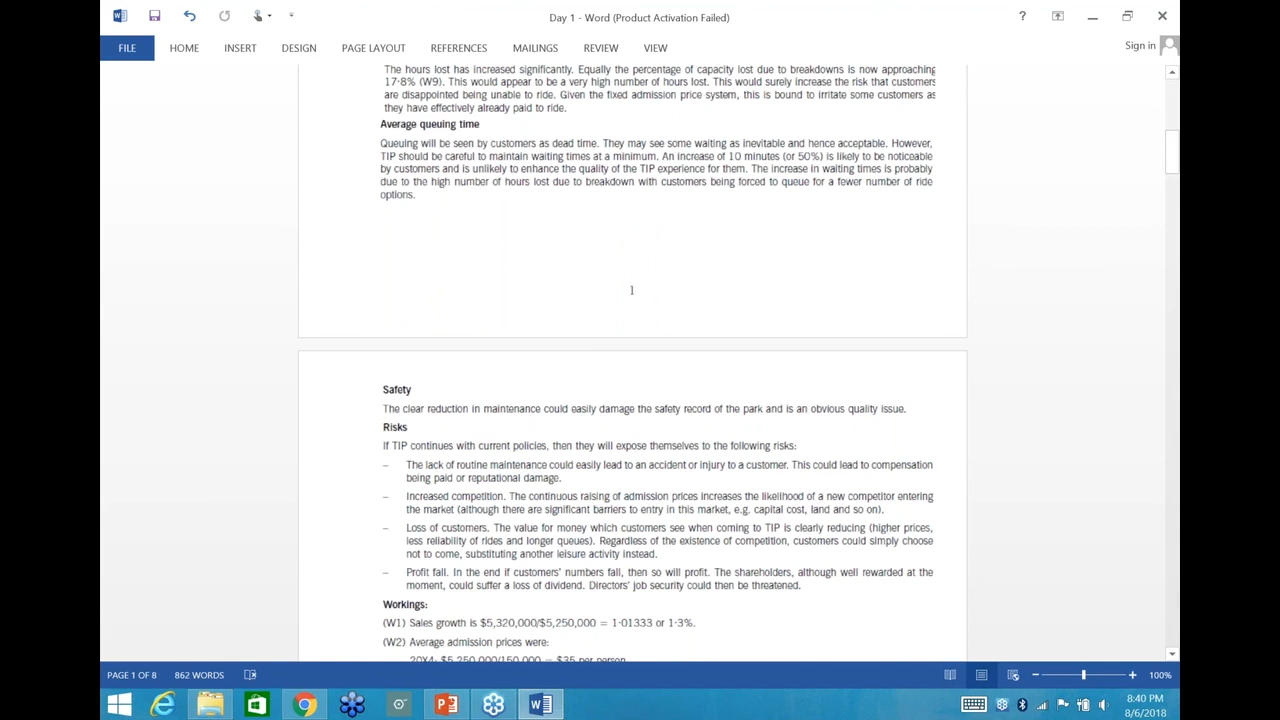 Day 1 - Word (Product Activation Failed)
?
FILE HOME INSERT DESIGN PAGE LAYOUT REFERENCES MAILINGS REVIEW VIEW Sign in
The hours lost has increased significantly. Equally the percentage of capacity lost due to breakdowns is now approaching
17·8% (W9). This would appear to be a very high number of hours lost. This would surely increase the risk that customers
are disappointed being unable to ride. Given the fixed admission price system, this is bound to irritate some customers as
they have effectively already paid to ride.
Average queuing time
Queuing will be seen by customers as dead time. They may see some waiting as inevitable and hence acceptable. However,
TIP should be careful to maintain waiting times at a minimum. An increase of 10 minutes (or 50%) is likely to be noticeable
by customers and is unlikely to enhance the quality of the TIP experience for them. The increase in waiting times is probably
due to the high number of hours lost due to breakdown with customers being forced to queue for a fewer number of ride
options.
1
Safety
The clear reduction in maintenance could easily damage the safety record of the park and is an obvious quality issue.
Risks
If TIP continues with current policies, then they will expose themselves to the following risks:
– The lack of routine maintenance could easily lead to an accident or injury to a customer. This could lead to compensation
being paid or reputational damage.
– Increased competition. The continuous raising of admission prices increases the likelihood of a new competitor entering
the market (although there are significant barriers to entry in this market, e.g. capital cost, land and so on).
– Loss of customers. The value for money which customers see when coming to TIP is clearly reducing (higher prices,
less reliability of rides and longer queues). Regardless of the existence of competition, customers could simply choose
not to come, substituting another leisure activity instead.
– Profit fall. In the end if customers' numbers fall, then so will profit. The shareholders, although well rewarded at the
moment, could suffer a loss of dividend. Directors' job security could then be threatened.
Workings:
(W1) Sales growth is $5,320,000/$5,250,000 = 1·01333 or 1·3%.
(W2) Average admission prices were:
20X4: $5,250,000/150,000 = $35 per person
PAGE 1 OF 8 862 WORDS 100%
8:40 PM
8/6/2018